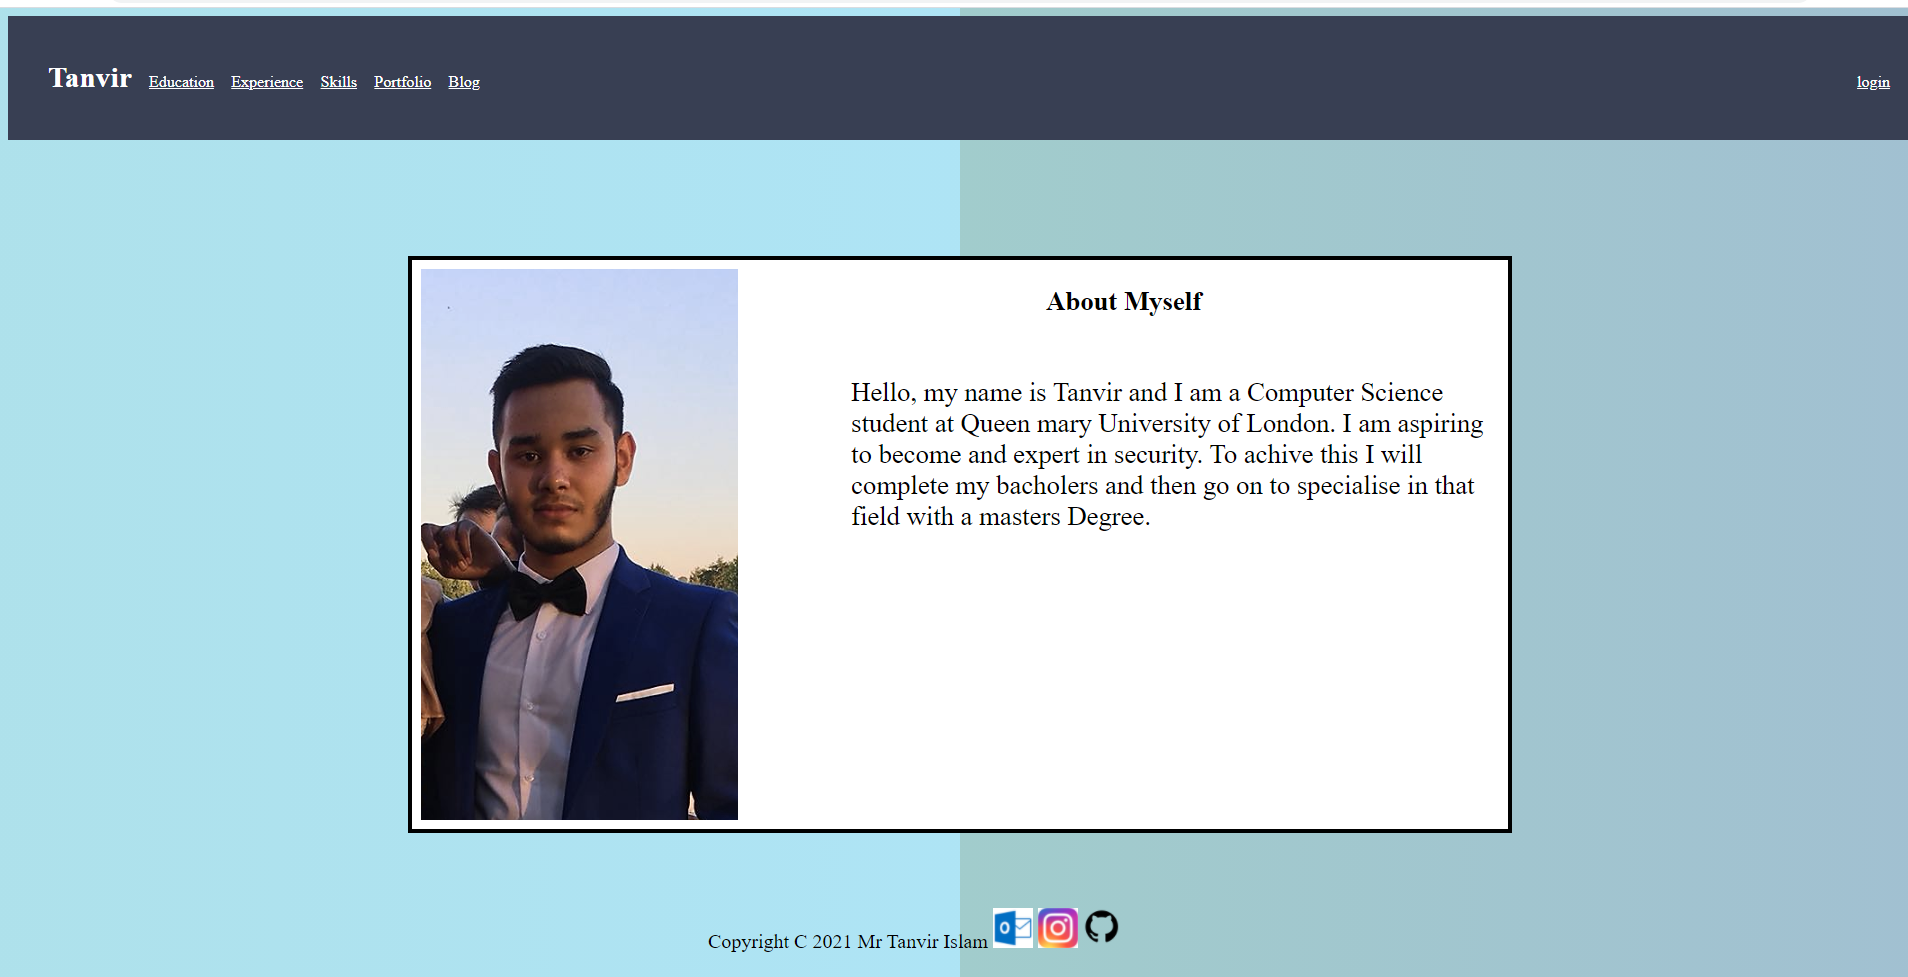 Tanvir Education Experience Skills Portfolio Blog login
About Myself
Hello, my name is Tanvir and I am a Computer Science
student at Queen mary University of London. I am aspiring
to become and expert in security. To achive this I will
complete my bacholers and then go on to specialise in that
field with a masters Degree.
Copyright C 2021 Mr Tanvir Islam